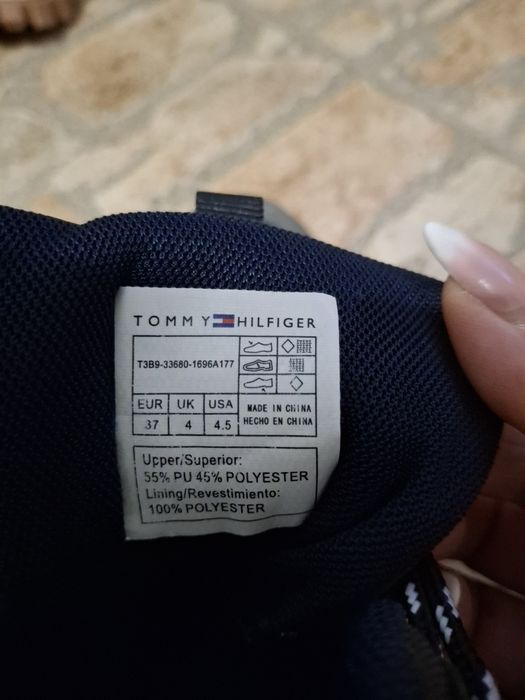 TOMMY HILFIGER
T3B9-33680-1696A177
EUR UK USA
37 4 4.5
MADE IN CHINA
HECHO EN CHINA
Upper/Superior:
55% PU 45% POLYESTER
Lining/Revestimiento:
100% POLYESTER